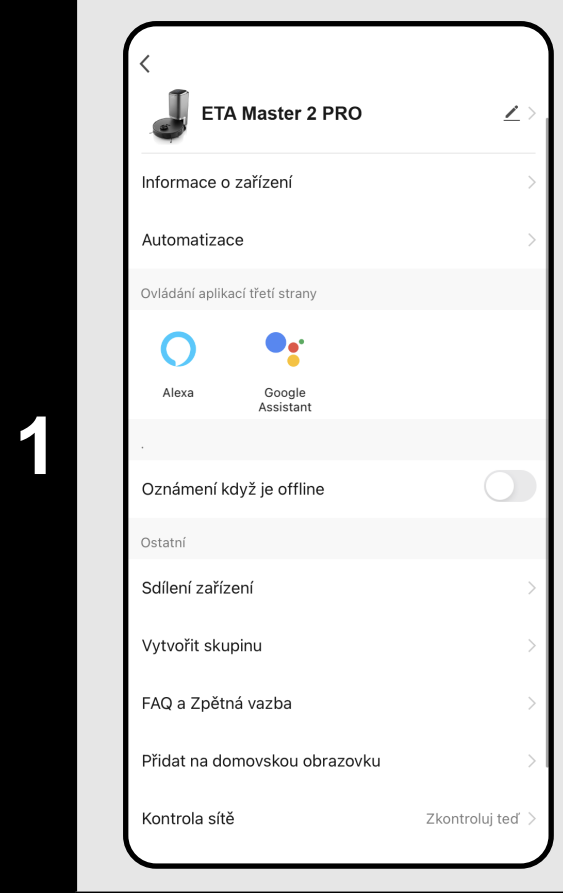 1
ETA Master 2 PRO
Informace o zařízení
Automatizace
Ovládání aplikací třetí strany
Alexa
Google
Assistant
.
Oznámení když je offline
Ostatní
Sdílení zařízení
Vytvořit skupinu
FAQ a Zpětná vazba
Přidat na domovskou obrazovku
Kontrola sítě Zkontroluj teď